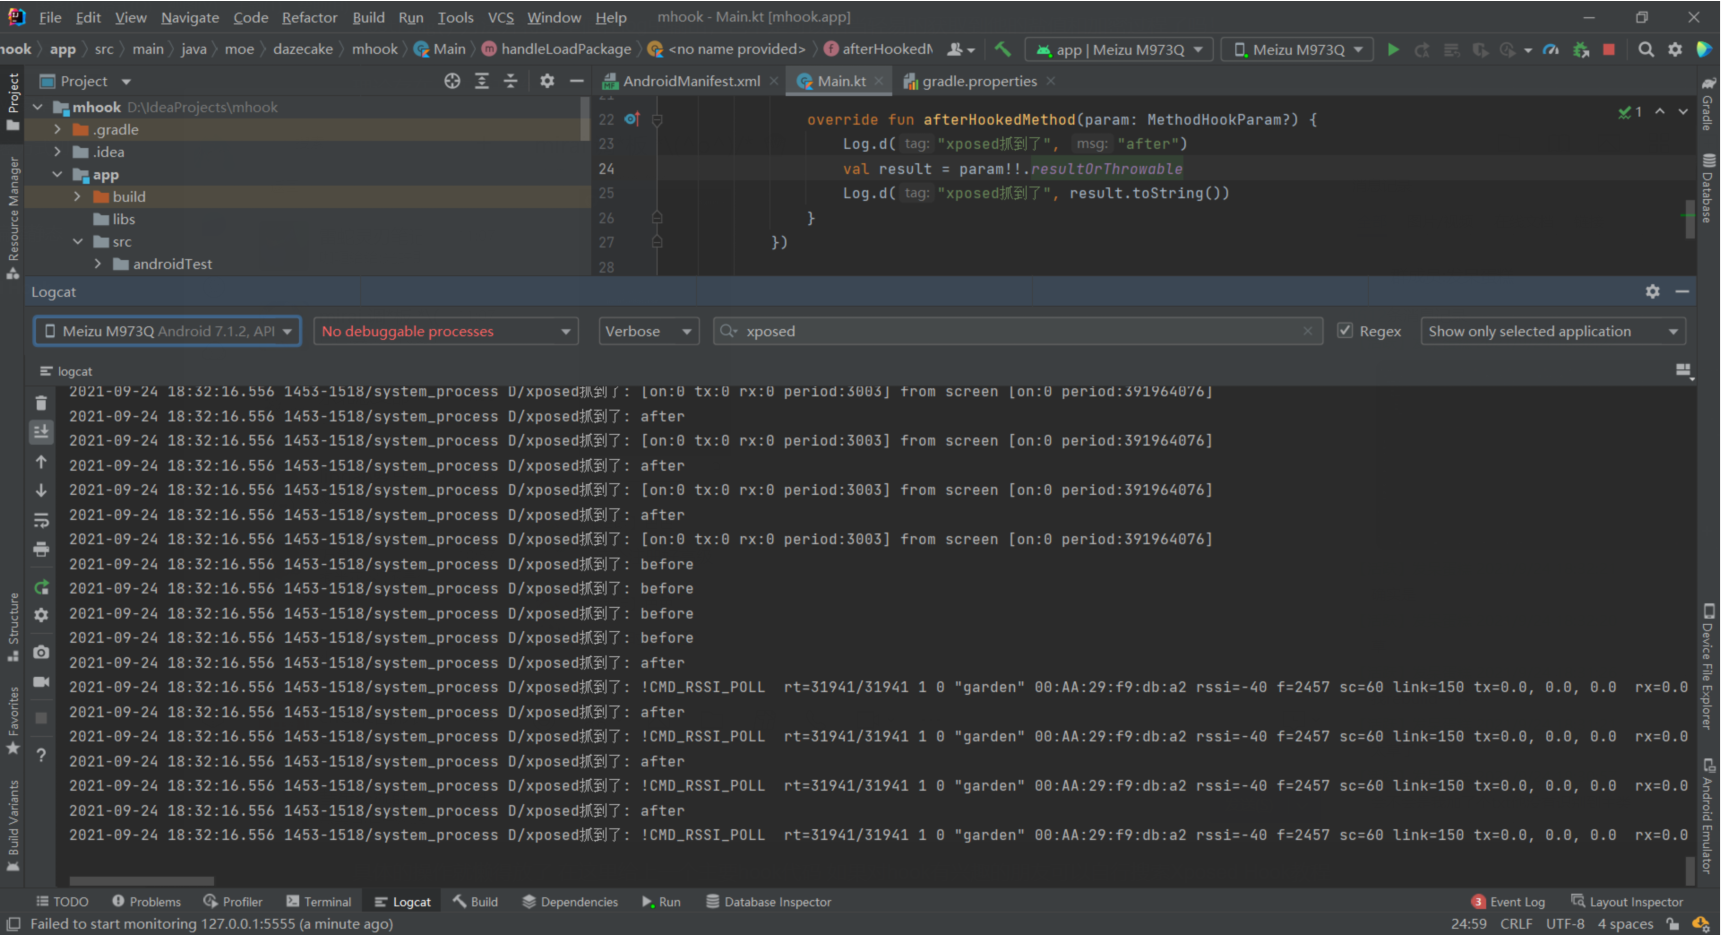 File Edit View Navigate Code Refactor Build Run Tools VCS Window Help mhook - Main.kt [mhook.app]
hook app src main java moe dazecake mhook Main handleLoadPackage <no name provided> afterHookedM app | Meizu M973Q Meizu M973Q
Project AndroidManifest.xml Main.kt gradle.properties
mhook D:\IdeaProjects\mhook
.gradle
.idea
app
build
libs
src
androidTest
21
22 override fun afterHookedMethod(param: MethodHookParam?) {
23 Log.d( tag: "xposed抓到了", msg: "after")
24 val result = param!!.resultOrThrowable
25 Log.d( tag: "xposed抓到了", result.toString())
26 }
27 })
28
1
Logcat
Meizu M973Q Android 7.1.2, API No debuggable processes Verbose xposed Regex Show only selected application
logcat
2021-09-24 18:32:16.556 1453-1518/system_process D/xposed抓到了: [on:0 tx:0 rx:0 period:3003] from screen [on:0 period:391964076]
2021-09-24 18:32:16.556 1453-1518/system_process D/xposed抓到了: after
2021-09-24 18:32:16.556 1453-1518/system_process D/xposed抓到了: [on:0 tx:0 rx:0 period:3003] from screen [on:0 period:391964076]
2021-09-24 18:32:16.556 1453-1518/system_process D/xposed抓到了: after
2021-09-24 18:32:16.556 1453-1518/system_process D/xposed抓到了: [on:0 tx:0 rx:0 period:3003] from screen [on:0 period:391964076]
2021-09-24 18:32:16.556 1453-1518/system_process D/xposed抓到了: after
2021-09-24 18:32:16.556 1453-1518/system_process D/xposed抓到了: [on:0 tx:0 rx:0 period:3003] from screen [on:0 period:391964076]
2021-09-24 18:32:16.556 1453-1518/system_process D/xposed抓到了: before
2021-09-24 18:32:16.556 1453-1518/system_process D/xposed抓到了: before
2021-09-24 18:32:16.556 1453-1518/system_process D/xposed抓到了: before
2021-09-24 18:32:16.556 1453-1518/system_process D/xposed抓到了: before
2021-09-24 18:32:16.556 1453-1518/system_process D/xposed抓到了: after
2021-09-24 18:32:16.556 1453-1518/system_process D/xposed抓到了: !CMD_RSSI_POLL rt=31941/31941 1 0 "garden" 00:AA:29:f9:db:a2 rssi=-40 f=2457 sc=60 link=150 tx=0.0, 0.0, 0.0 rx=0.0
2021-09-24 18:32:16.556 1453-1518/system_process D/xposed抓到了: after
2021-09-24 18:32:16.556 1453-1518/system_process D/xposed抓到了: !CMD_RSSI_POLL rt=31941/31941 1 0 "garden" 00:AA:29:f9:db:a2 rssi=-40 f=2457 sc=60 link=150 tx=0.0, 0.0, 0.0 rx=0.0
2021-09-24 18:32:16.556 1453-1518/system_process D/xposed抓到了: after
2021-09-24 18:32:16.556 1453-1518/system_process D/xposed抓到了: !CMD_RSSI_POLL rt=31941/31941 1 0 "garden" 00:AA:29:f9:db:a2 rssi=-40 f=2457 sc=60 link=150 tx=0.0, 0.0, 0.0 rx=0.0
2021-09-24 18:32:16.556 1453-1518/system_process D/xposed抓到了: after
2021-09-24 18:32:16.556 1453-1518/system_process D/xposed抓到了: !CMD_RSSI_POLL rt=31941/31941 1 0 "garden" 00:AA:29:f9:db:a2 rssi=-40 f=2457 sc=60 link=150 tx=0.0, 0.0, 0.0 rx=0.0
Project
Resource Manager
Structure
Favorites
Build Variants
Gradle
Database
Device File Explorer
Android Emulator
TODO Problems Profiler Terminal Logcat Build Dependencies Run Database Inspector 3 Event Log Layout Inspector
Failed to start monitoring 127.0.0.1:5555 (a minute ago) 24:59 CRLF UTF-8 4 spaces